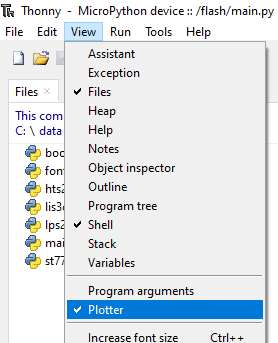 Thonny - MicroPython device :: /flash/main.py
File Edit View Run Tools Help
Files
This com
C: \ data
boo
font
hts2
lis3d
lps2
mai
st77
Assistant
Exception
Files
Heap
Help
Notes
Object inspector
Outline
Program tree
Shell
Stack
Variables
Program arguments
Plotter
Increase font size Ctrl++